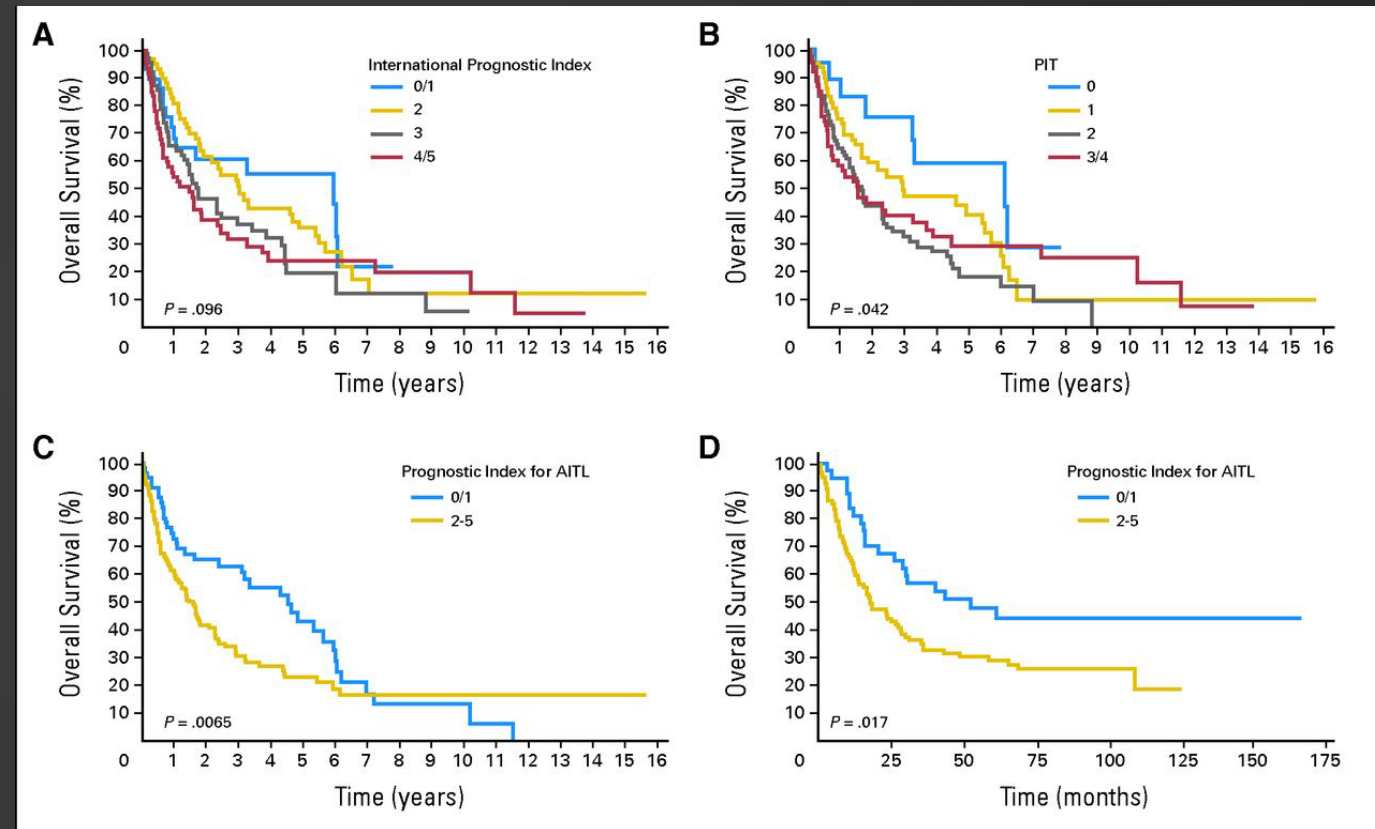 A
Overall Survival (%)
100
90
80
70
60
50
40
30
20
10
International Prognostic Index
0/1
2
3
4/5
P = .096
0 1 2 3 4 5 6 7 8 9 10 11 12 13 14 15 16
Time (years)
B
Overall Survival (%)
100
90
80
70
60
50
40
30
20
10
PIT
0
1
2
3/4
P = .042
0 1 2 3 4 5 6 7 8 9 10 11 12 13 14 15 16
Time (years)
C
Overall Survival (%)
100
90
80
70
60
50
40
30
20
10
Prognostic Index for AITL
0/1
2-5
P = .0065
0 1 2 3 4 5 6 7 8 9 10 11 12 13 14 15 16
Time (years)
D
Overall Survival (%)
100
90
80
70
60
50
40
30
20
10
Prognostic Index for AITL
0/1
2-5
P = .017
0 25 50 75 100 125 150 175
Time (months)